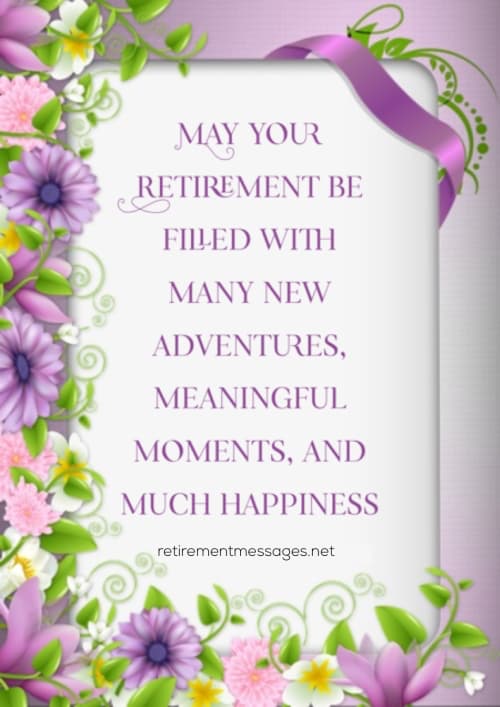 MAY YOUR
RETIREMENT BE
FILLED WITH
MANY NEW
ADVENTURES,
MEANINGFUL
MOMENTS, AND
MUCH HAPPINESS
retirementmessages.net